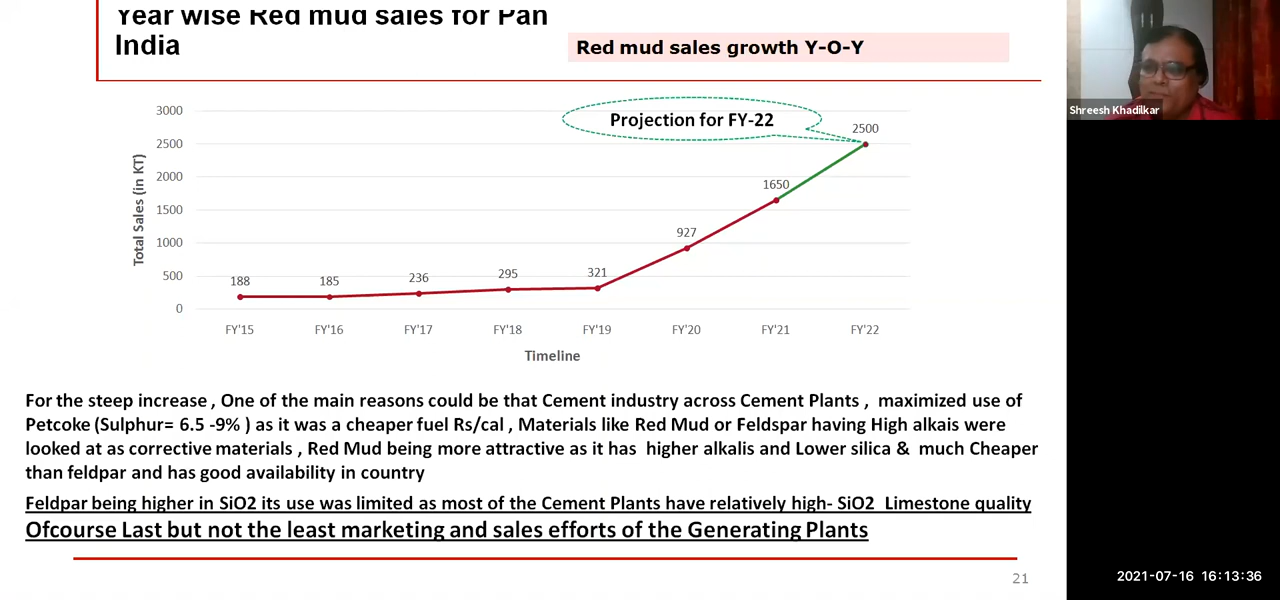 Year wise Red mud sales for Pan
India
Red mud sales growth Y-O-Y
Shreesh Khadilkar
Projection for FY-22
3000
2500
2000
1500
1000
500
0
Total Sales (in KT)
188
185
236
295
321
927
1650
2500
FY'15
FY'16
FY'17
FY'18
FY'19
FY'20
FY'21
FY'22
Timeline
For the steep increase , One of the main reasons could be that Cement industry across Cement Plants , maximized use of
Petcoke (Sulphur= 6.5 -9% ) as it was a cheaper fuel Rs/cal , Materials like Red Mud or Feldspar having High alkais were
looked at as corrective materials , Red Mud being more attractive as it has higher alkalis and Lower silica & much Cheaper
than feldpar and has good availability in country
Feldpar being higher in SiO2 its use was limited as most of the Cement Plants have relatively high- SiO2 Limestone quality
Ofcourse Last but not the least marketing and sales efforts of the Generating Plants
21
2021-07-16 16:13:36